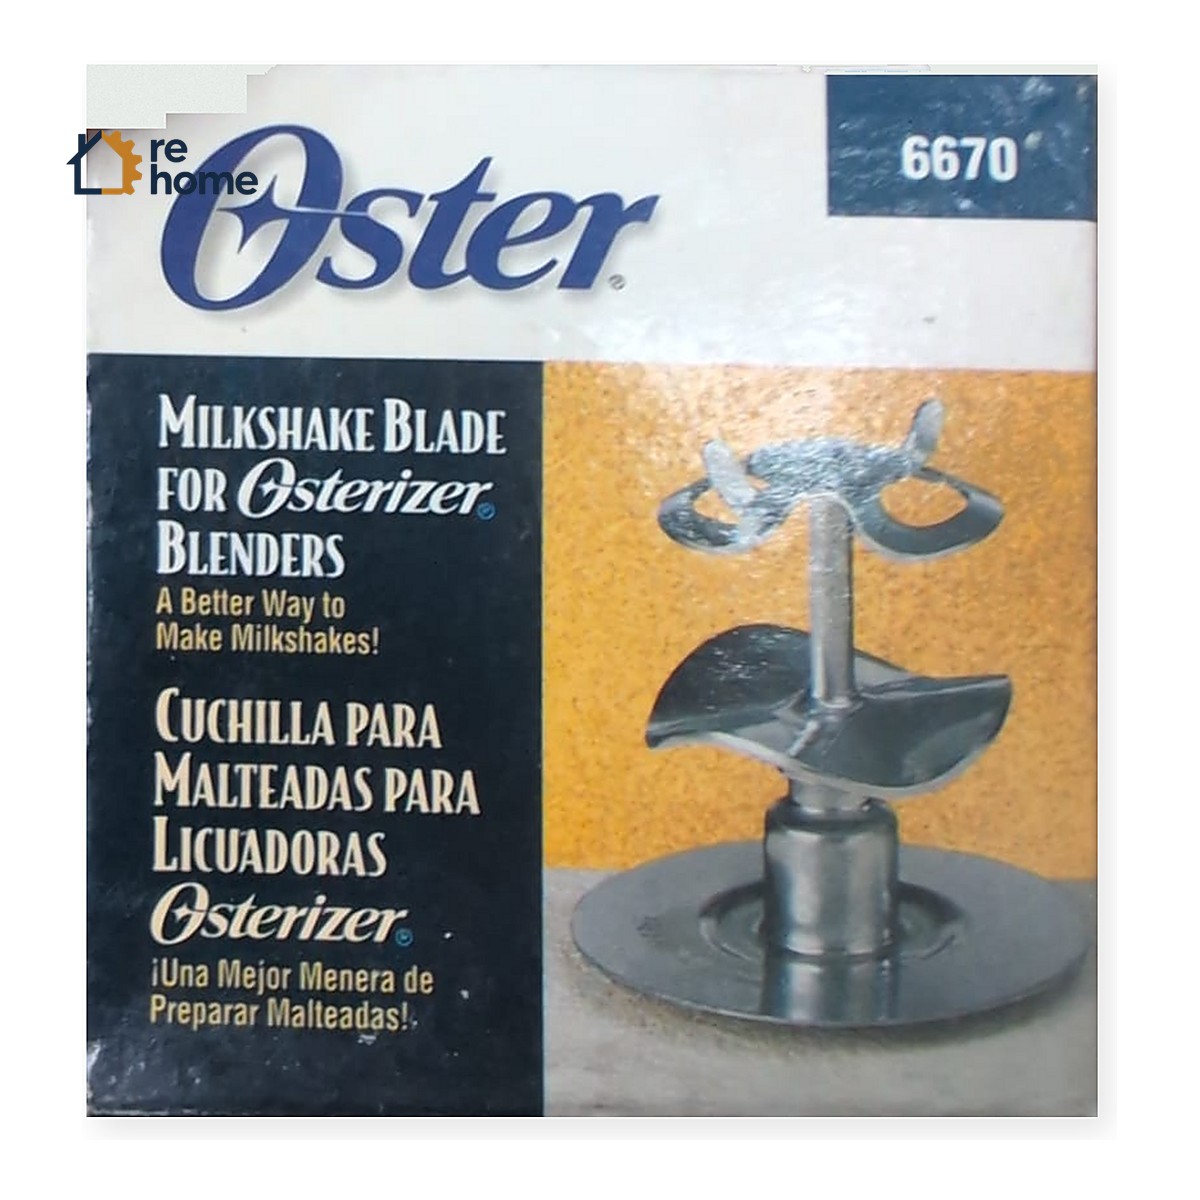 re
home
Oster®
6670
MILKSHAKE BLADE
FOR Osterizer®
BLENDERS
A Better Way to
Make Milkshakes!
CUCHILLA PARA
MALTEADAS PARA
LICUADORAS
Osterizer®
¡Una Mejor Menera de
Preparar Malteadas!